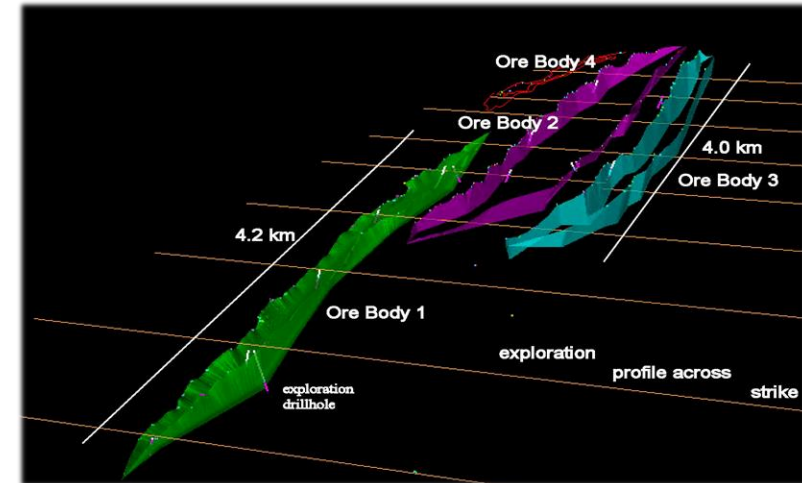 Ore Body 4
Ore Body 2
4.0 km
Ore Body 3
4.2 km
Ore Body 1
exploration
profile across
strike
exploration
drillhole